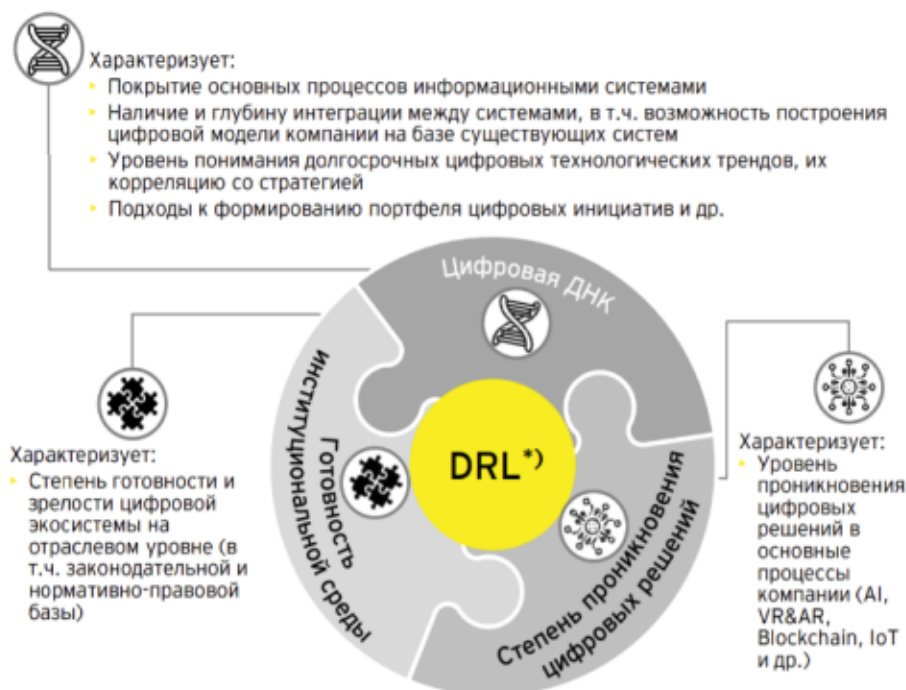 Характеризует:
Покрытие основных процессов информационными системами
Наличие и глубину интеграции между системами, в т.ч. возможность построения
цифровой модели компании на базе существующих систем
Уровень понимания долгосрочных цифровых технологических трендов, их
корреляцию со стратегией
Подходы к формированию портфеля цифровых инициатив и др.
Цифровая ДНК
Готовность
институциональной среды
DRL*)
Степень проникновения
цифровых решений
Характеризует:
Степень готовности и
зрелости цифровой
экосистемы на
отраслевом уровне (в
т.ч. законодательной и
нормативно-правовой
базы)
Характеризует:
Уровень
проникновения
цифровых
решений в
основные
процессы
компании (AI,
VR&AR,
Blockchain, IoT
и др.)